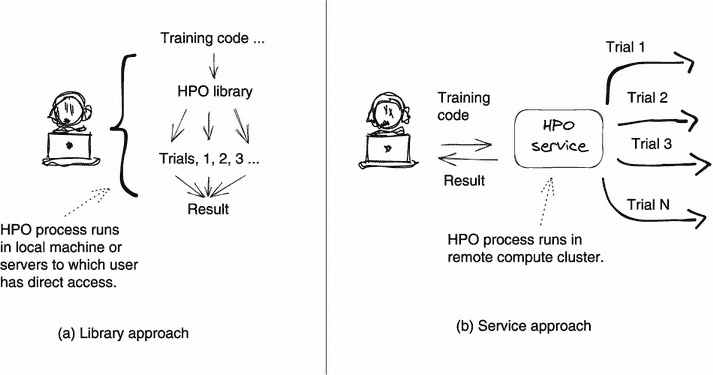 Training code ...
HPO library
Trials, 1, 2, 3 ...
Result
HPO process runs
in local machine or
servers to which user
has direct access.
(a) Library approach
Training
code
Result
HPO
service
Trial 1
Trial 2
Trial 3
Trial N
HPO process runs in
remote compute cluster.
(b) Service approach